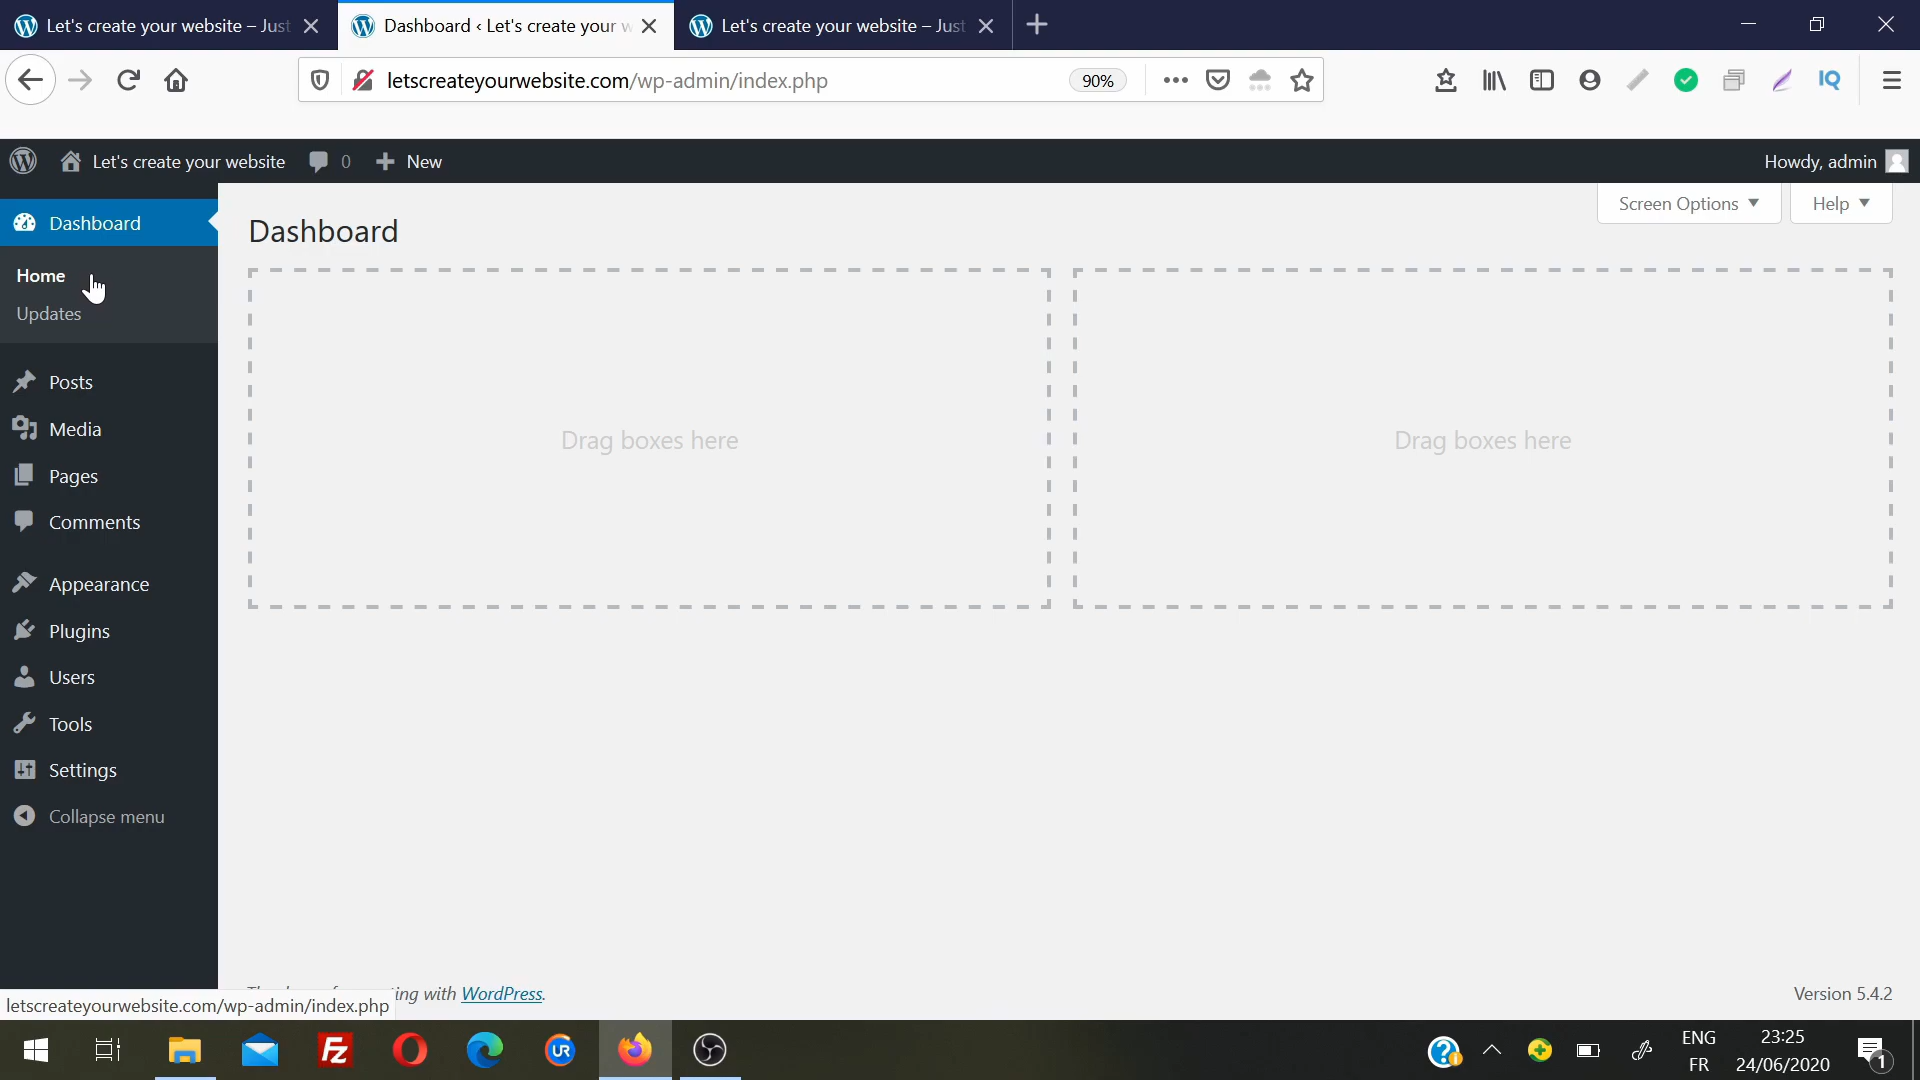 Let's create your website – Just
Dashboard ‹ Let's create your w
Let's create your website – Just
letscreateyourwebsite.com/wp-admin/index.php
90%
IQ
Let's create your website
0
New
Howdy, admin
Screen Options
Help
Dashboard
Home
Updates
Posts
Media
Pages
Comments
Appearance
Plugins
Users
Tools
Settings
Collapse menu
Dashboard
Drag boxes here
Drag boxes here
ing with WordPress.
Version 5.4.2
letscreateyourwebsite.com/wp-admin/index.php
Fz
UR
ENG
FR
23:25
24/06/2020
1